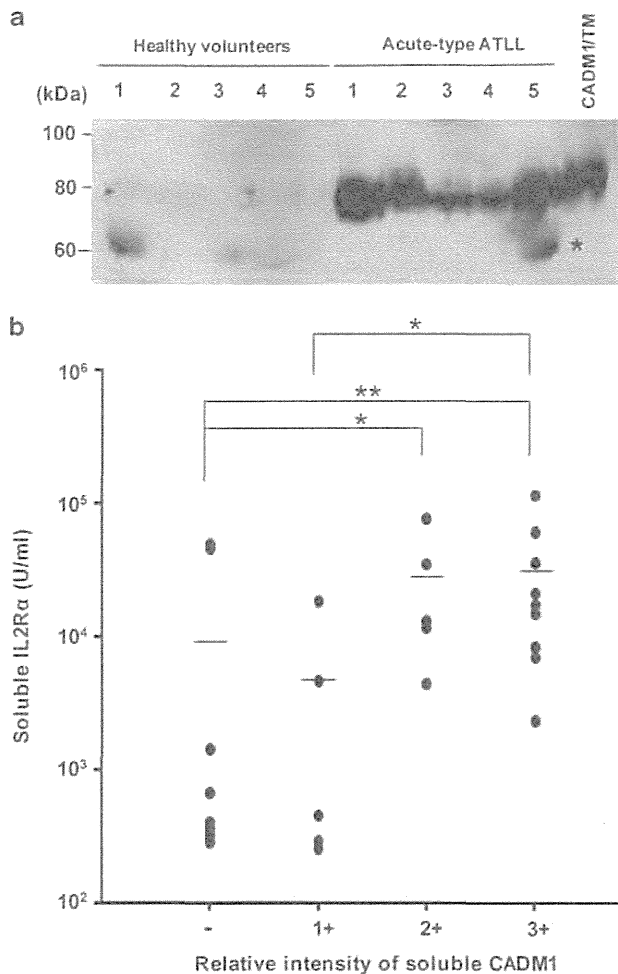 a
Healthy volunteers Acute-type ATLL CADM1/TM
(kDa) 1 2 3 4 5 1 2 3 4 5
100
80
60
*
b
*
**
*
10⁶
10⁵
10⁴
10³
10²
Soluble IL2Rα (U/ml)
- 1+ 2+ 3+
Relative intensity of soluble CADM1